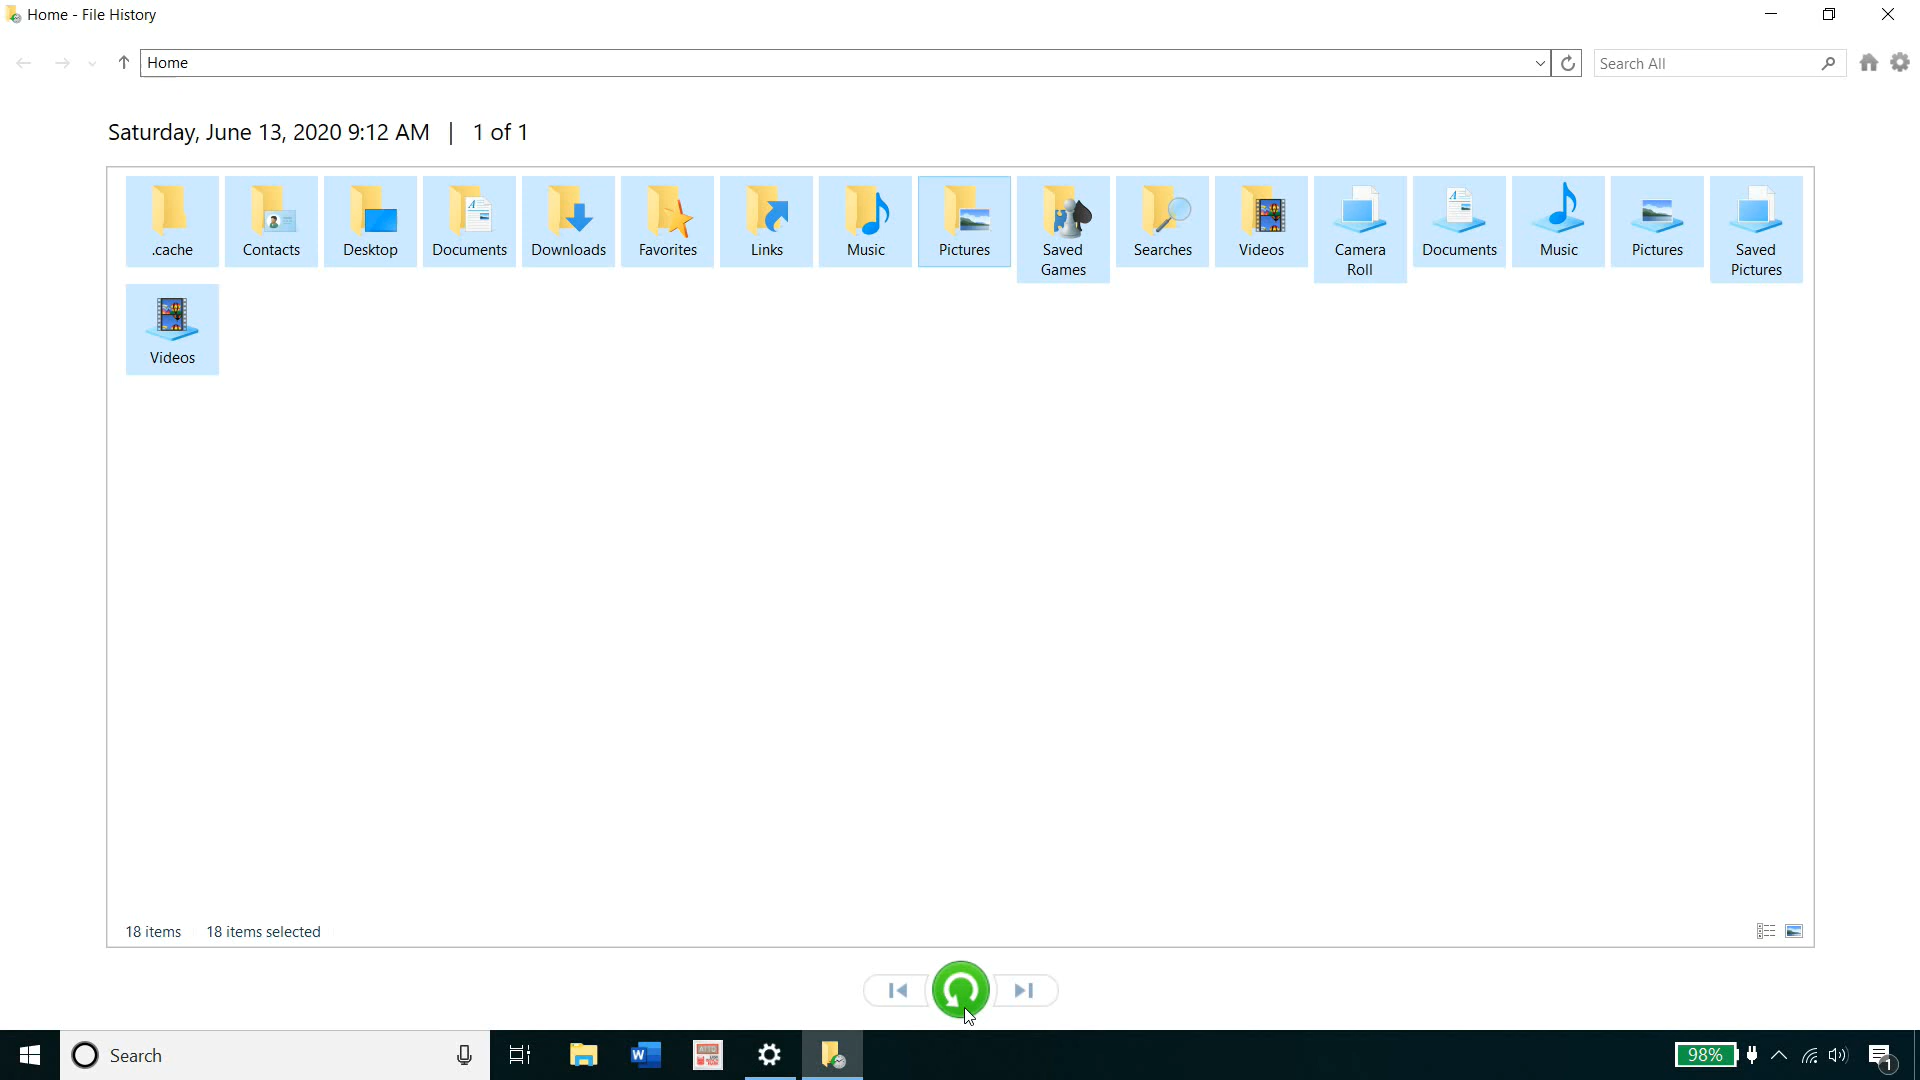 Home - File History
Home
Search All
Saturday, June 13, 2020 9:12 AM | 1 of 1
.cache
Contacts
Desktop
Documents
Downloads
Favorites
Links
Music
Pictures
Saved
Games
Searches
Videos
Camera
Roll
Documents
Music
Pictures
Saved
Pictures
Videos
18 items 18 items selected
Search
98%
1